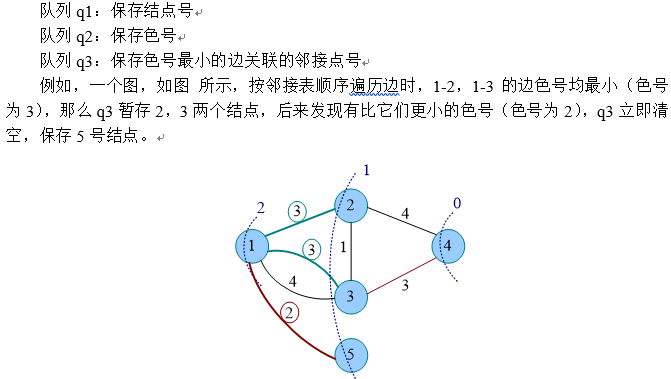 队列 q1：保存结点号
队列 q2：保存色号
队列 q3：保存色号最小的边关联的邻接点号
例如，一个图，如图 所示，按邻接表顺序遍历边时，1-2，1-3 的边色号均最小（色号
为 3），那么 q3 暂存 2，3 两个结点，后来发现有比它们更小的色号（色号为 2），q3 立即清
空，保存 5 号结点。
1
2 3 2 4 0
1 3 1 4
4 3 3
2
5